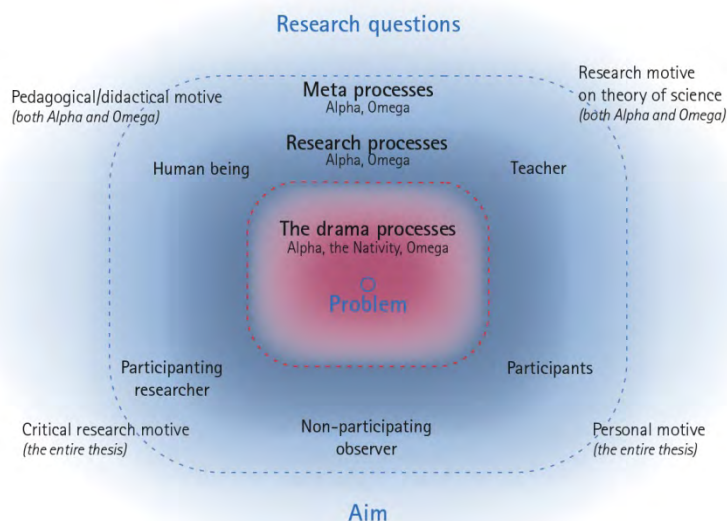 Research questions
Meta processes
Alpha, Omega
Pedagogical/didactical motive
(both Alpha and Omega)
Research motive
on theory of science
(both Alpha and Omega)
Research processes
Alpha, Omega
Human being
Teacher
The drama processes
Alpha, the Nativity, Omega
Problem
Participanting
researcher
Participants
Critical research motive
(the entire thesis)
Non-participating
observer
Personal motive
(the entire thesis)
Aim